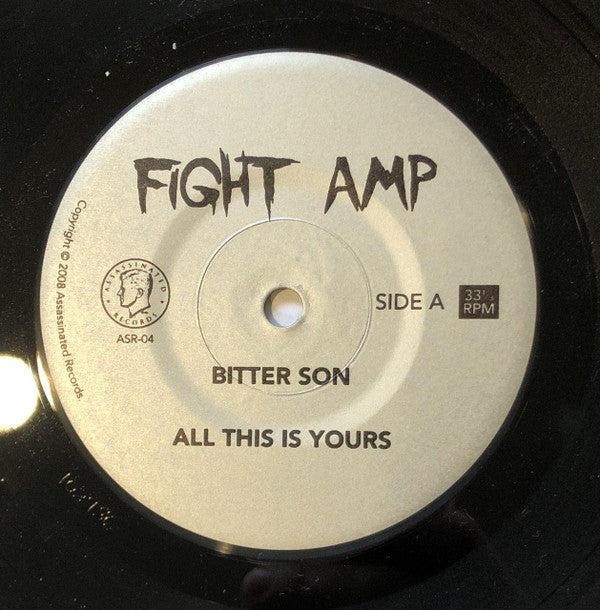 FIGHT AMP
Copyright © 2008 Assassinated Records.
ASSASSINATED RECORDS
ASR-04
SIDE A
33⅓ RPM
BITTER SON
ALL THIS IS YOURS